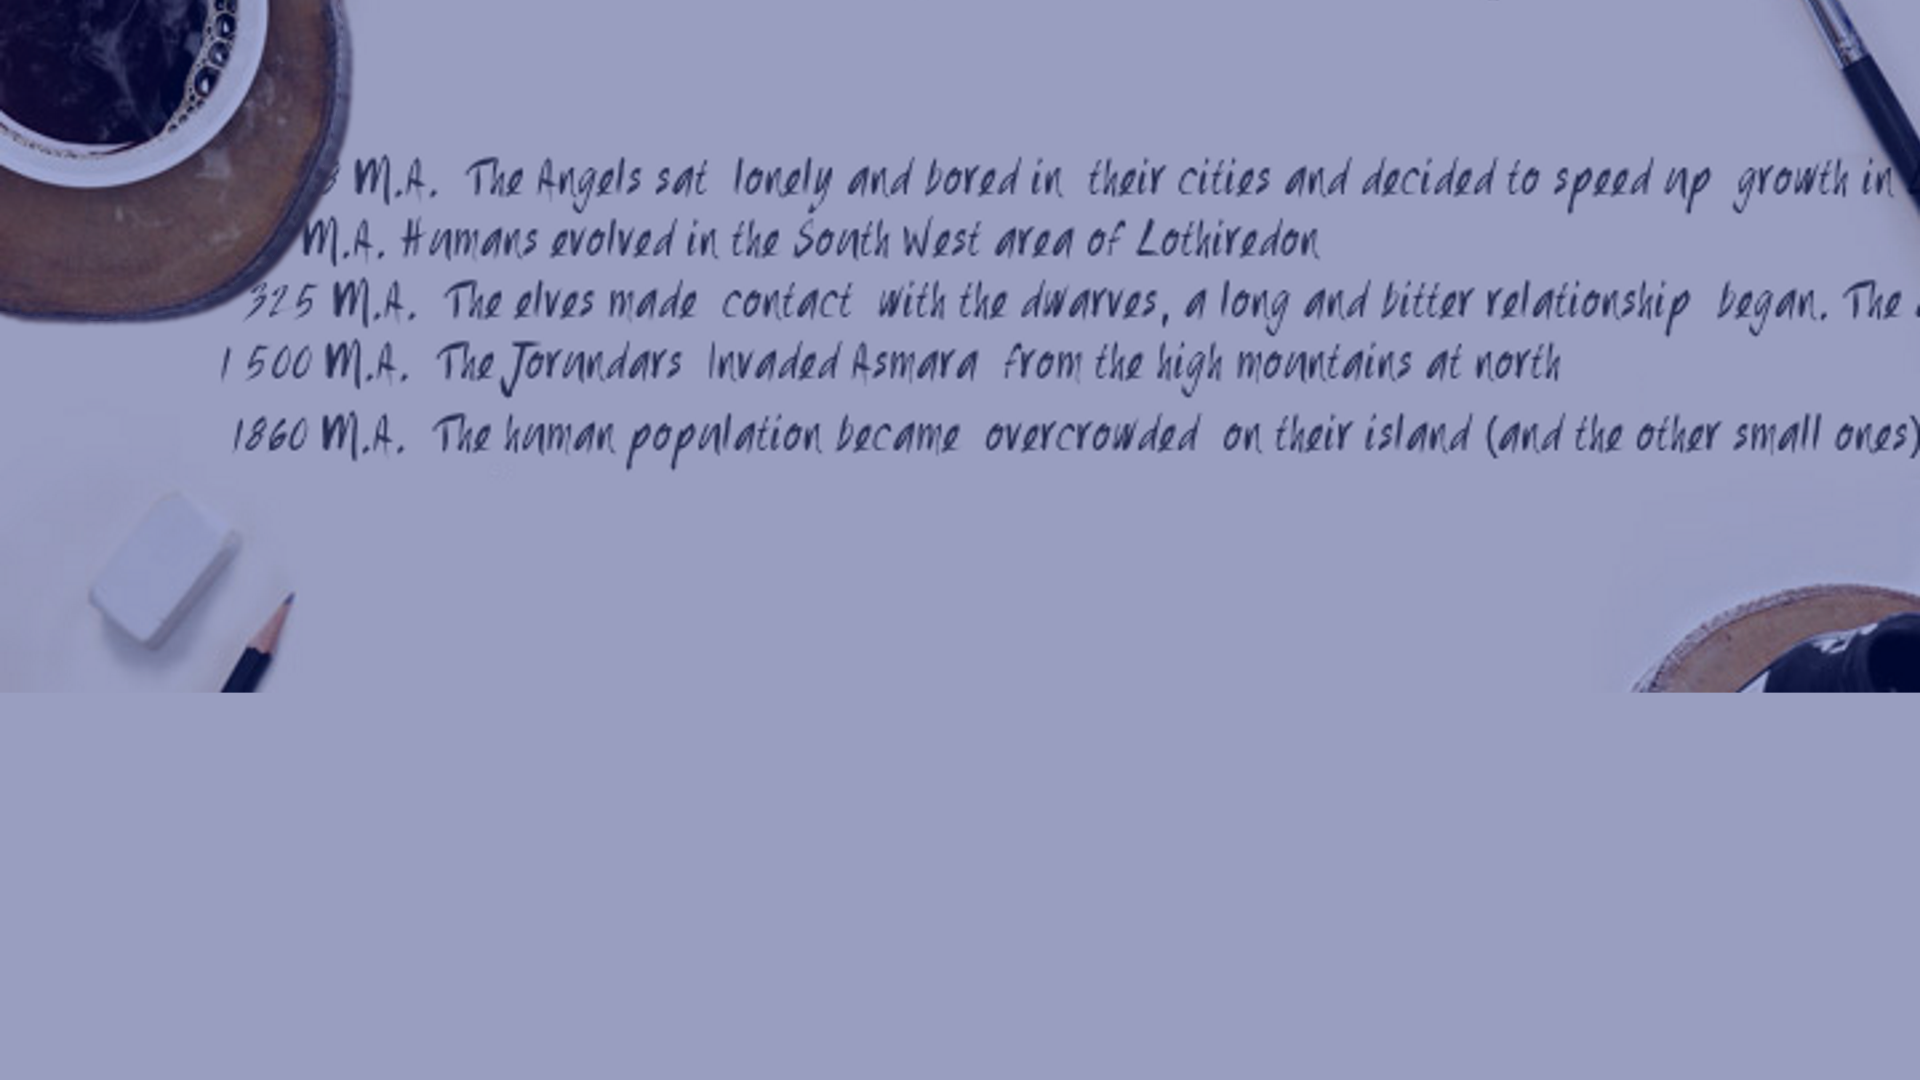 M.A. The Angels sat lonely and bored in their cities and decided to speed up growth in
M.A. Humans evolved in the South West area of Lothiredon
325 M.A. The elves made contact with the dwarves, a long and bitter relationship began. The
1 500 M.A. The Jorundars Invaded Asmara from the high mountains at north
1860 M.A. The human population became overcrowded on their island (and the other small ones)